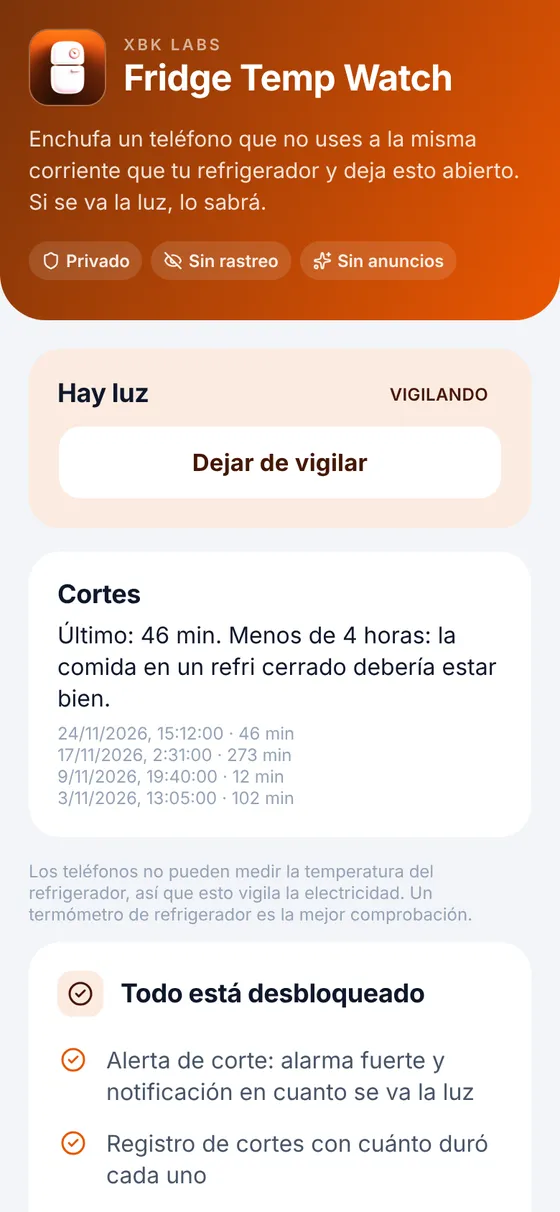 XBK LABS
Fridge Temp Watch
Enchufa un teléfono que no uses a la misma
corriente que tu refrigerador y deja esto abierto.
Si se va la luz, lo sabrá.
Privado
Sin rastreo
Sin anuncios
Hay luz
VIGILANDO
Dejar de vigilar
Cortes
Último: 46 min. Menos de 4 horas: la
comida en un refri cerrado debería estar
bien.
24/11/2026, 15:12:00 · 46 min
17/11/2026, 2:31:00 · 273 min
9/11/2026, 19:40:00 · 12 min
3/11/2026, 13:05:00 · 102 min
Los teléfonos no pueden medir la temperatura del
refrigerador, así que esto vigila la electricidad. Un
termómetro de refrigerador es la mejor comprobación.
Todo está desbloqueado
Alerta de corte: alarma fuerte y
notificación en cuanto se va la luz
Registro de cortes con cuánto duró
cada uno